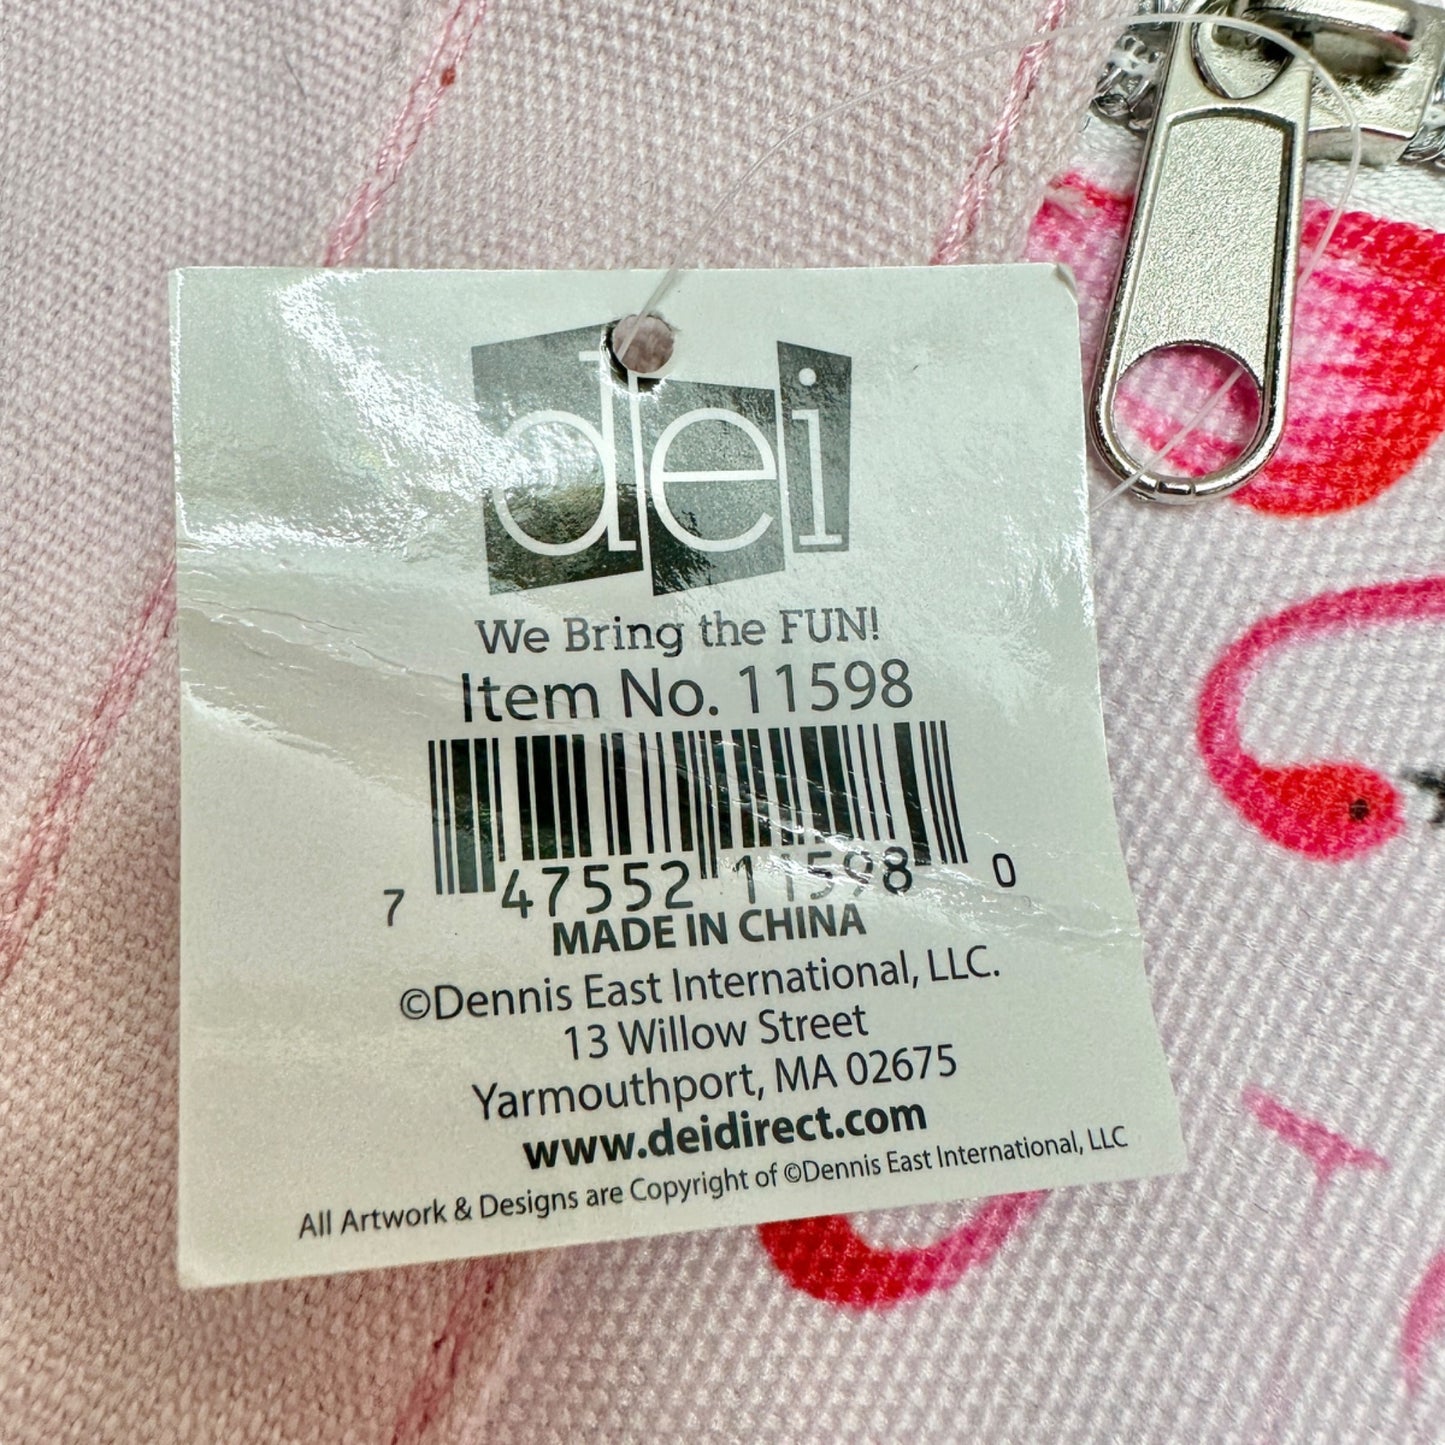 dei
We Bring the FUN!
Item No. 11598
7 47552 11598 0
MADE IN CHINA
©Dennis East International, LLC.
13 Willow Street
Yarmouthport, MA 02675
www.deidirect.com
All Artwork & Designs are Copyright of ©Dennis East International, LLC